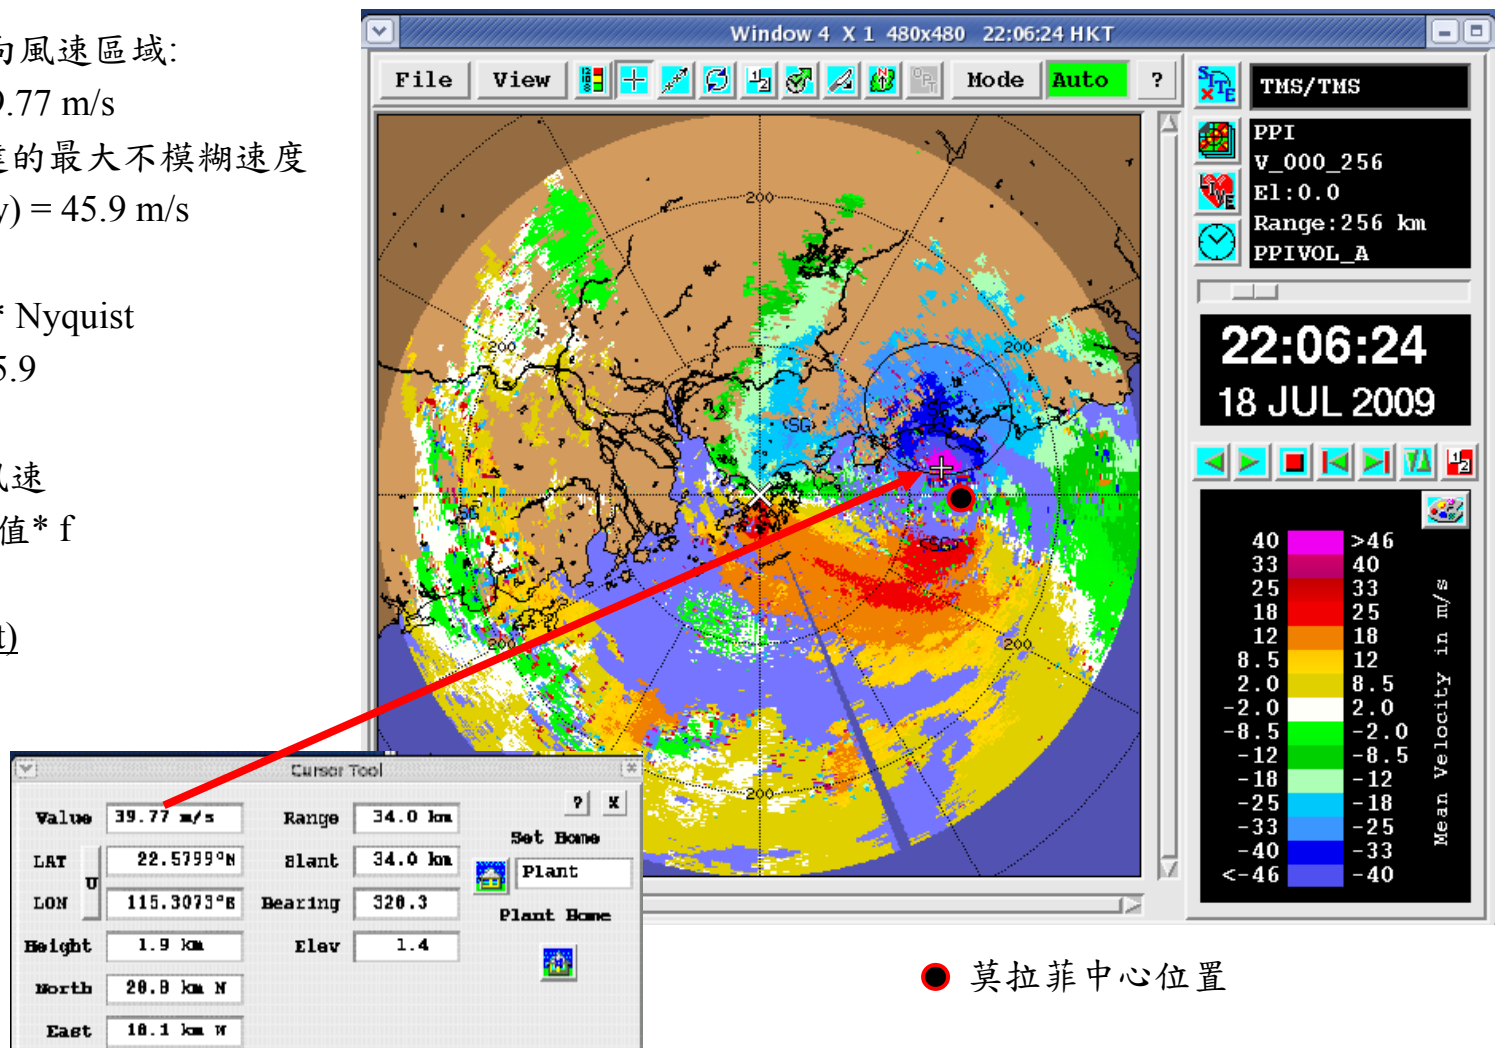 向風速區域:
9.77 m/s
達的最大不模糊速度
y) = 45.9 m/s
* Nyquist
5.9
風速
值* f
t)
Window 4 X 1 480x480 22:06:24 HKT
File View Mode Auto ?
TMS/TMS
PPI
V_000_256
El:0.0
Range:256 km
PPIVOL_A
22:06:24
18 JUL 2009
40 >46
33 40
25 33
18 25
12 18
8.5 12
2.0 8.5
-2.0 2.0
-8.5 -2.0
-12 -8.5
-18 -12
-25 -18
-33 -25
-40 -33
<-46 -40
Mean Velocity in m/s
200
200
200
200
200
200
SG
SG
Cursor Tool
Value 39.77 m/s Range 34.0 km ? X
Set Home
LAT 22.5799°N Slant 34.0 km Plant
U
LON 115.3073°E Bearing 328.3 Plant Home
Height 1.9 km Elev 1.4
North 28.8 km N
East 18.1 km W
莫拉菲中心位置